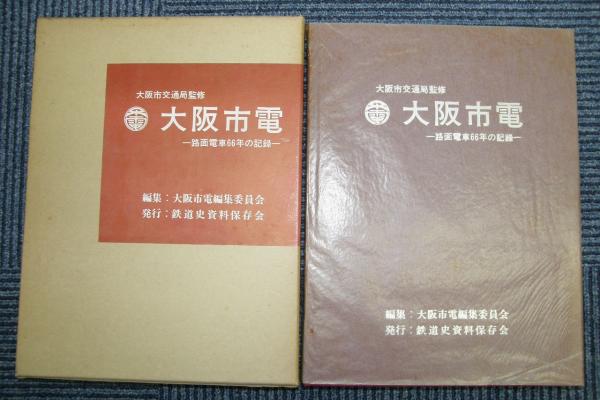 大阪市交通局監修
大阪市電
―路面電車66年の記録―
編集：大阪市電編集委員会
発行：鉄道史資料保存会
大阪市交通局監修
大阪市電
―路面電車66年の記録―
編集：大阪市電編集委員会
発行：鉄道史資料保存会